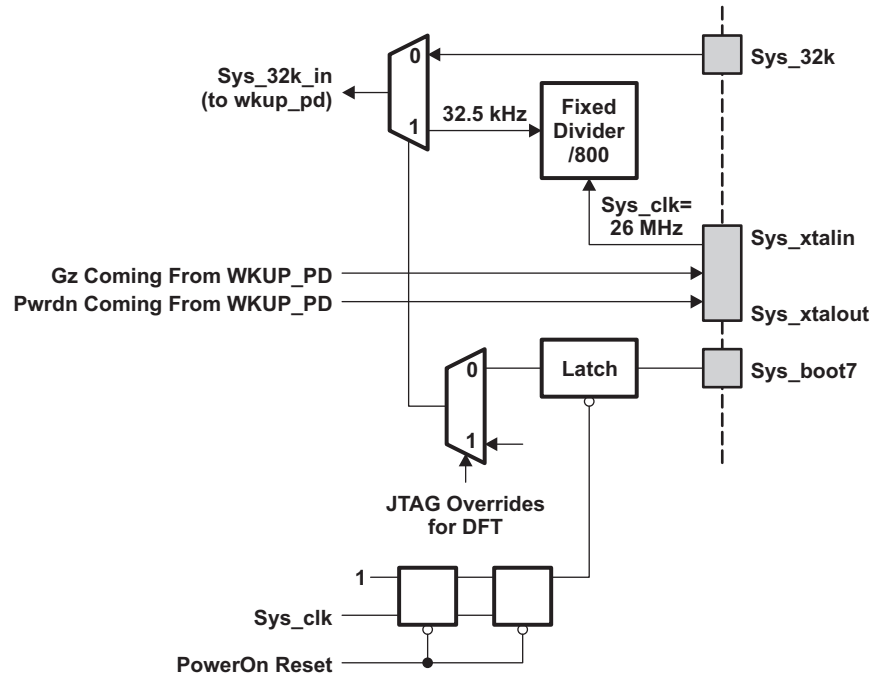 0
Sys_32k
Sys_32k_in
(to wkup_pd)
1
32.5 kHz
Fixed
Divider
/800
Sys_clk=
26 MHz
Sys_xtalin
Gz Coming From WKUP_PD
Pwrdn Coming From WKUP_PD
Sys_xtalout
0
Latch
Sys_boot7
1
JTAG Overrides
for DFT
1
Sys_clk
PowerOn Reset